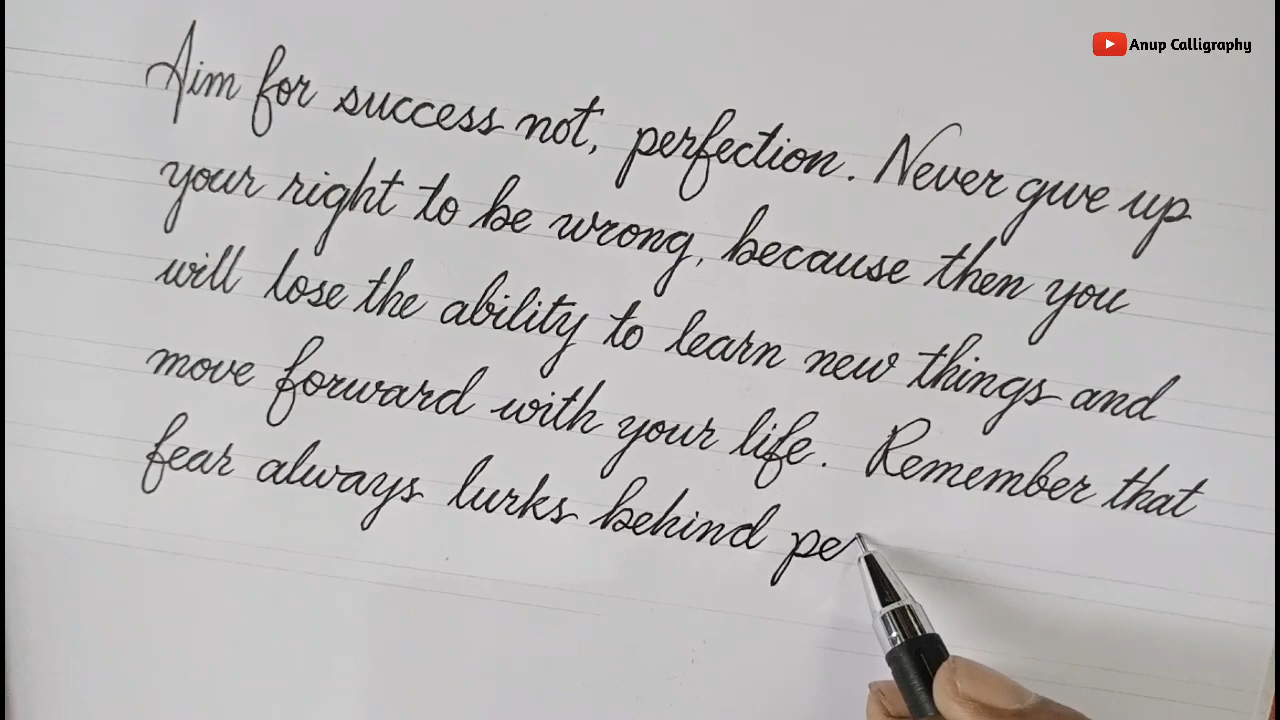 Anup Calligraphy
Aim for success not, perfection. Never give up
your right to be wrong, because then you
will lose the ability to learn new things and
move forward with your life. Remember that
fear always lurks behind pe